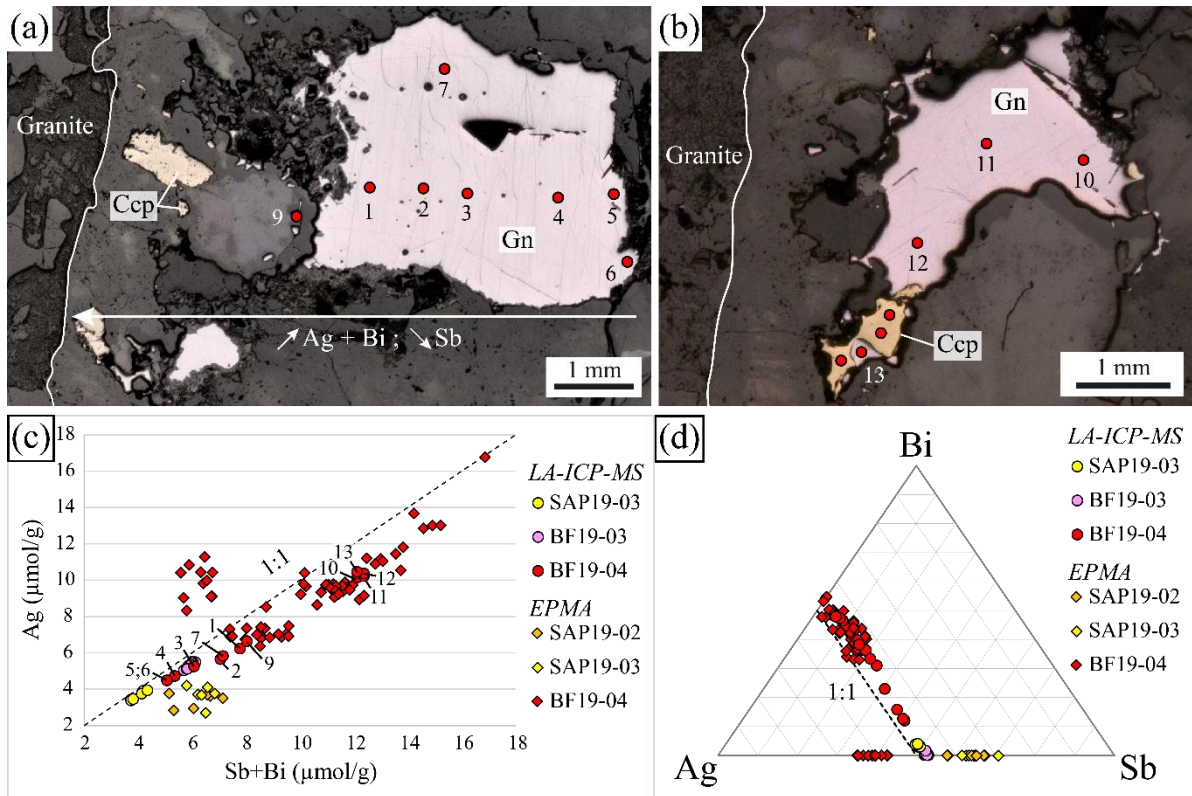 (a)
Granite
Ccp
Gn
7
1
2
3
4
5
6
9
↗ Ag + Bi ; ↘ Sb
1 mm
(b)
Granite
Gn
11
10
12
Ccp
13
1 mm
(c)
18
16
14
12
10
8
6
4
2
2
4
6
8
10
12
14
16
18
Ag (µmol/g)
Sb+Bi (µmol/g)
1:1
13
10
12
11
1
7
3
4
5;6
2
9
LA-ICP-MS
SAP19-03
BF19-03
BF19-04
EPMA
SAP19-02
SAP19-03
BF19-04
(d)
Bi
Ag
Sb
1:1
LA-ICP-MS
SAP19-03
BF19-03
BF19-04
EPMA
SAP19-02
SAP19-03
BF19-04